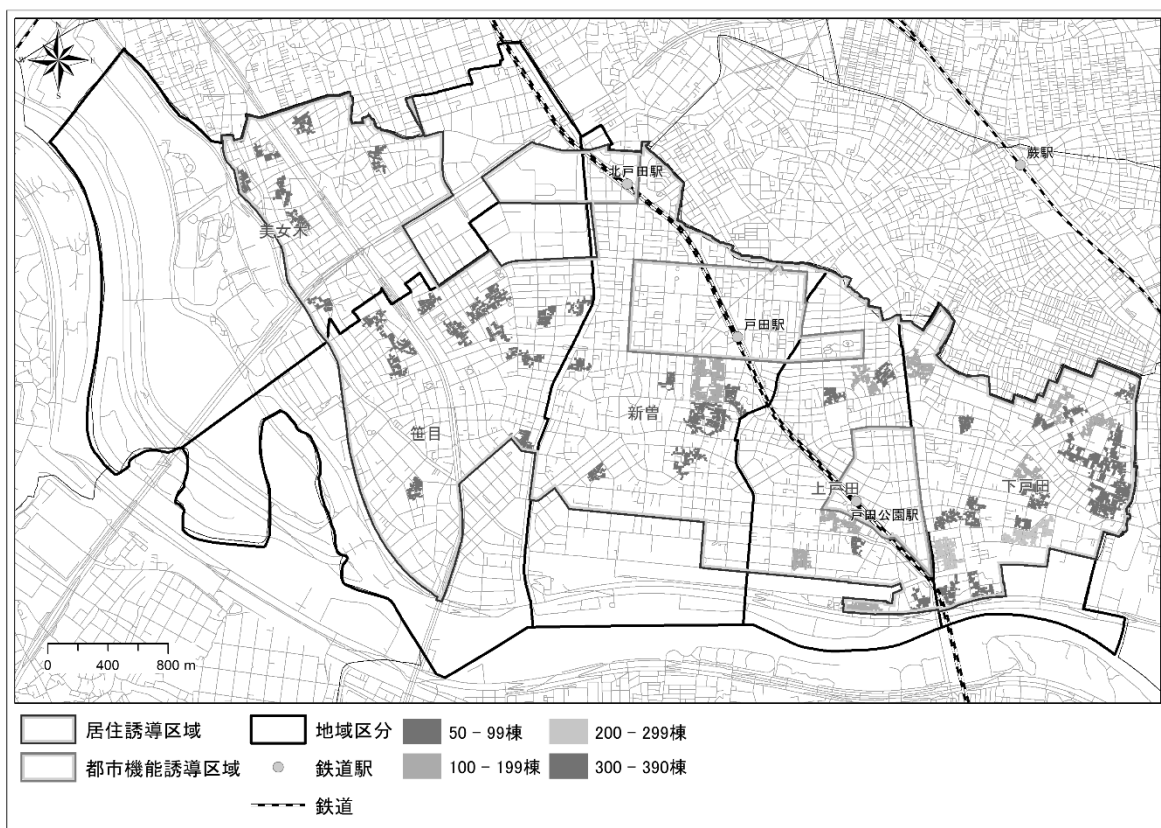 N
W
E
S
北戸田駅
蕨駅
美女木
戸田駅
新曽
笹目
上戸田
下戸田
戸田公園駅
0 400 800 m
居住誘導区域
地域区分
50 – 99棟
200 – 299棟
都市機能誘導区域
鉄道駅
100 – 199棟
300 – 390棟
鉄道